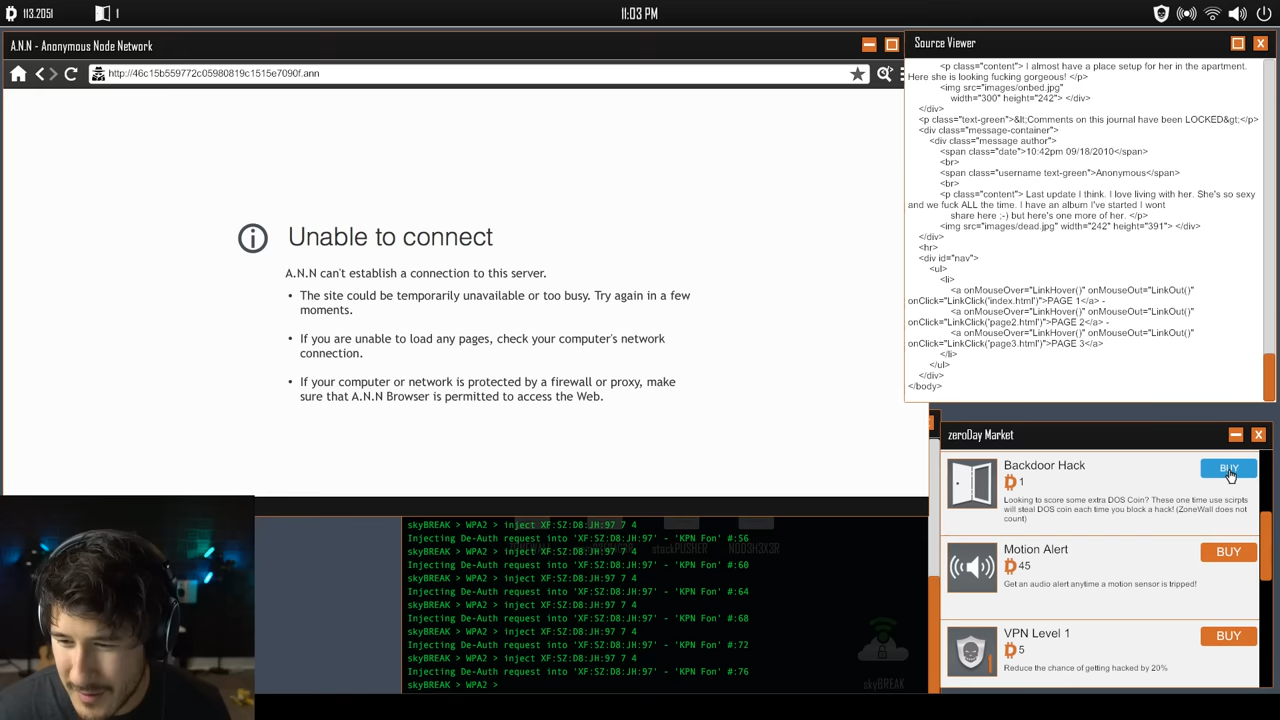 113.2051
1
11:03 PM
A.N.N - Anonymous Node Network
http://46c15b559772c05980819c1515e7090f.ann
Unable to connect
A.N.N can't establish a connection to this server.
• The site could be temporarily unavailable or too busy. Try again in a few
moments.
• If you are unable to load any pages, check your computer's network
connection.
• If your computer or network is protected by a firewall or proxy, make
sure that A.N.N Browser is permitted to access the Web.
Source Viewer
<p class="content"> I almost have a place setup for her in the apartment.
Here she is looking fucking gorgeous! </p>
<img src="images/onbed.jpg"
width="300" height="242"> </div>
</div>
<p class="text-green">&lt;Comments on this journal have been LOCKED&gt;</p>
<div class="message-container">
<div class="message author">
<span class="date">10:42pm 09/18/2010</span>
<br>
<span class="username text-green">Anonymous</span>
<br>
<p class="content"> Last update I think. I love living with her. She's so sexy
and we fuck ALL the time. I have an album I've started I wont
share here ;-) but here's one more of her. </p>
<img src="images/dead.jpg" width="242" height="391"> </div>
</div>
<hr>
<div id="nav">
<ul>
<li>
<a onMouseOver="LinkHover()" onMouseOut="LinkOut()"
onClick="LinkClick('index.html')">PAGE 1</a> -
<a onMouseOver="LinkHover()" onMouseOut="LinkOut()"
onClick="LinkClick('page2.html')">PAGE 2</a> -
<a onMouseOver="LinkHover()" onMouseOut="LinkOut()"
onClick="LinkClick('page3.html')">PAGE 3</a>
</li>
</ul>
</div>
</body>
zeroDay Market
Backdoor Hack
1
BUY
Looking to score some extra DOS Coin? These one time use scirpts
will steal DOS coin each time you block a hack! (ZoneWall does not
count)
Motion Alert
45
BUY
Get an audio alert anytime a motion sensor is tripped!
VPN Level 1
5
BUY
Reduce the chance of getting hacked by 20%
skyBREAK > WPA2 > inject XF:SZ:D8:JH:97 7 4
Injecting De-Auth request into 'XF:SZ:D8:JH:97' - 'KPN Fon' #:56
skyBREAK > WPA2 > inject XF:SZ:D8:JH:97 7 4
Injecting De-Auth request into 'XF:SZ:D8:JH:97' - 'KPN Fon' #:60
skyBREAK > WPA2 > inject XF:SZ:D8:JH:97 7 4
Injecting De-Auth request into 'XF:SZ:D8:JH:97' - 'KPN Fon' #:64
skyBREAK > WPA2 > inject XF:SZ:D8:JH:97 7 4
Injecting De-Auth request into 'XF:SZ:D8:JH:97' - 'KPN Fon' #:68
skyBREAK > WPA2 > inject XF:SZ:D8:JH:97 7 4
Injecting De-Auth request into 'XF:SZ:D8:JH:97' - 'KPN Fon' #:72
skyBREAK > WPA2 > inject XF:SZ:D8:JH:97 7 4
Injecting De-Auth request into 'XF:SZ:D8:JH:97' - 'KPN Fon' #:76
skyBREAK > WPA2 >
stackPUSHER
N0D3H3X3R
skyBREAK